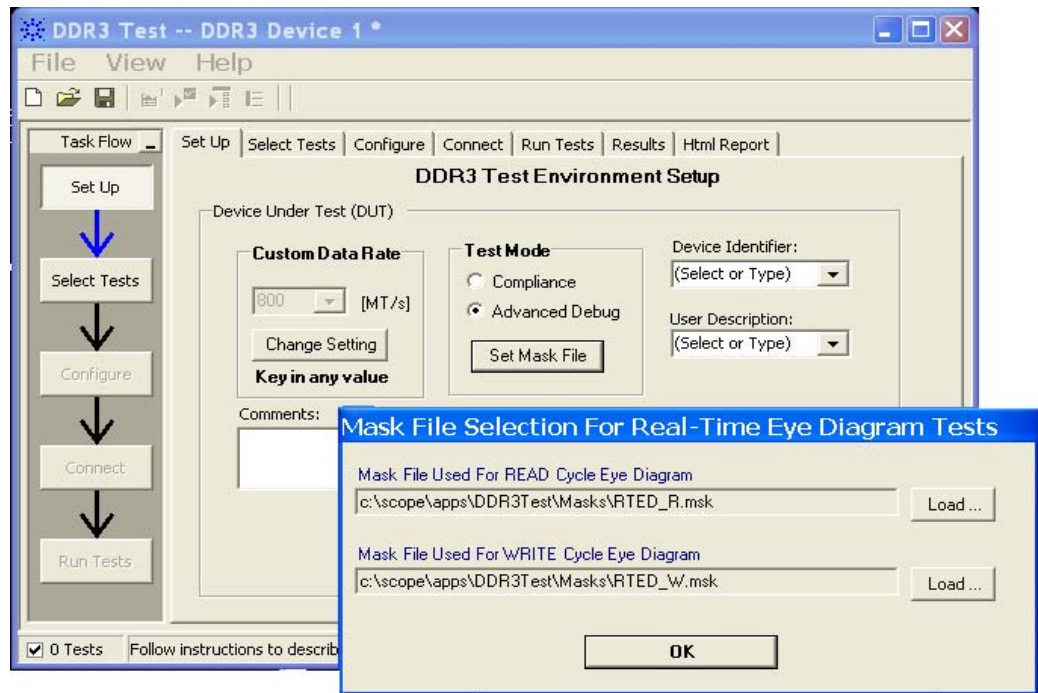 DDR3 Test -- DDR3 Device 1 *
File View Help
Task Flow
Set Up
Select Tests
Configure
Connect
Run Tests
Set Up Select Tests Configure Connect Run Tests Results Html Report
DDR3 Test Environment Setup
Device Under Test (DUT)
Custom Data Rate
800 [MT/s]
Change Setting
Key in any value
Test Mode
Compliance
Advanced Debug
Set Mask File
Device Identifier:
(Select or Type)
User Description:
(Select or Type)
Comments:
Mask File Selection For Real-Time Eye Diagram Tests
Mask File Used For READ Cycle Eye Diagram
c:\scope\apps\DDR3Test\Masks\RTED_R.msk Load ...
Mask File Used For WRITE Cycle Eye Diagram
c:\scope\apps\DDR3Test\Masks\RTED_W.msk Load ...
OK
0 Tests Follow instructions to describ